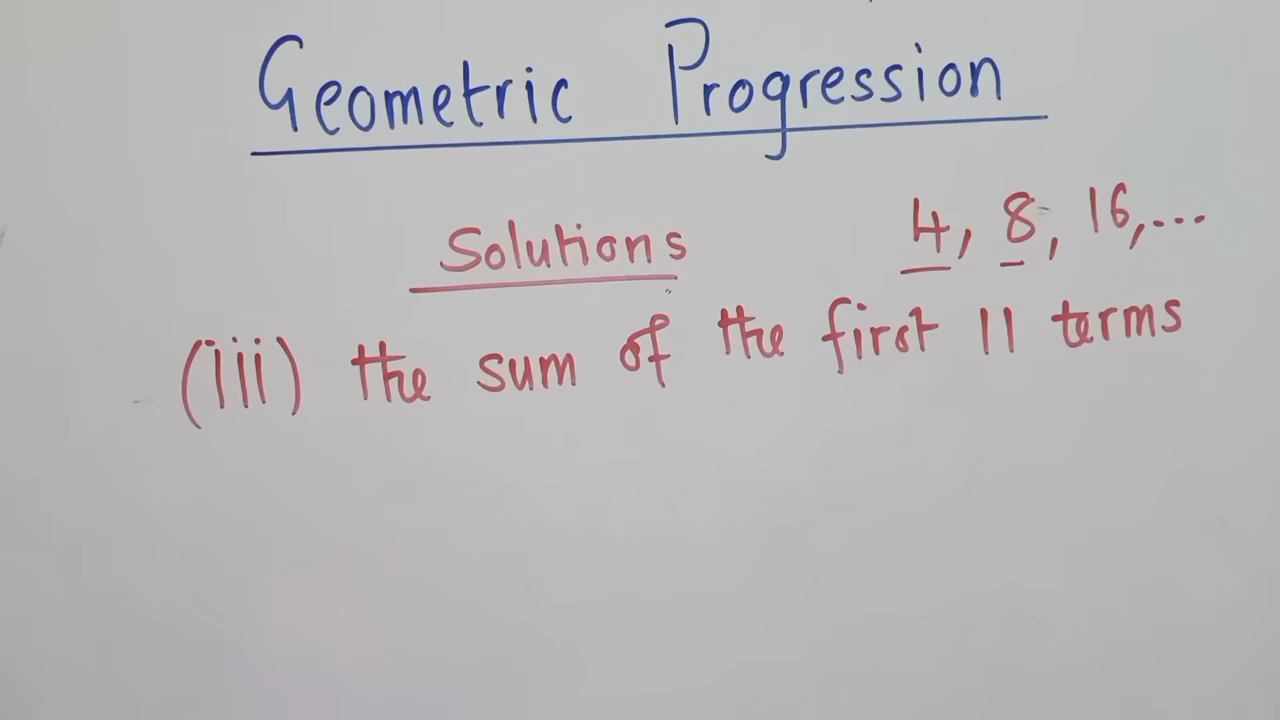 Geometric Progression
Solutions 4, 8, 16,...
(iii) the sum of the first 11 terms